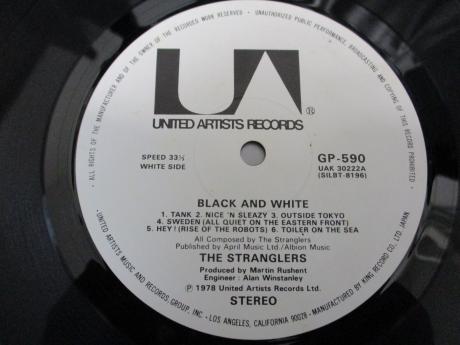 UA
®
UNITED ARTISTS RECORDS
SPEED 33⅓
WHITE SIDE
GP-590
UAK 30222A
(SILBT-8196)
BLACK AND WHITE
1. TANK 2. NICE 'N SLEAZY 3. OUTSIDE TOKYO
4. SWEDEN (ALL QUIET ON THE EASTERN FRONT)
5. HEY! (RISE OF THE ROBOTS) 6. TOILER ON THE SEA
All Composed by The Stranglers
Published by April Music Ltd/Albion Music
THE STRANGLERS
Produced by Martin Rushent
Engineer: Alan Winstanley
Ⓟ 1978 United Artists Records Ltd.
STEREO
· ALL RIGHTS OF THE MANUFACTURER AND OF THE OWNER OF THE RECORDED WORK RESERVED · UNAUTHORIZED PUBLIC PERFORMANCE, BROADCASTING AND COPYING OF THIS RECORD PROHIBITED ·
UNITED ARTISTS MUSIC AND RECORDS GROUP, INC. · LOS ANGELES, CALIFORNIA 90028 · MANUFACTURED BY KING RECORD CO. LTD. JAPAN